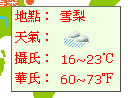 地點： 雪梨
天氣：
攝氏： 16~23℃
華氏： 60~73℉